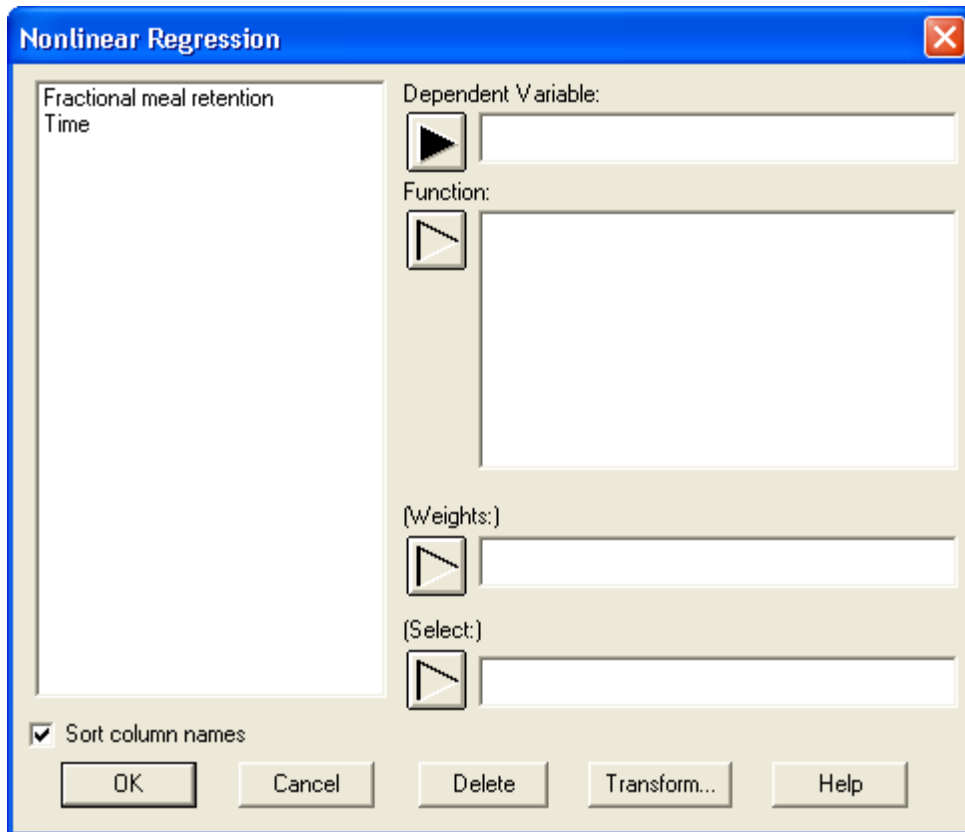 Nonlinear Regression
Fractional meal retention
Time
Dependent Variable:
Function:
(Weights:)
(Select:)
Sort column names
OK
Cancel
Delete
Transform...
Help